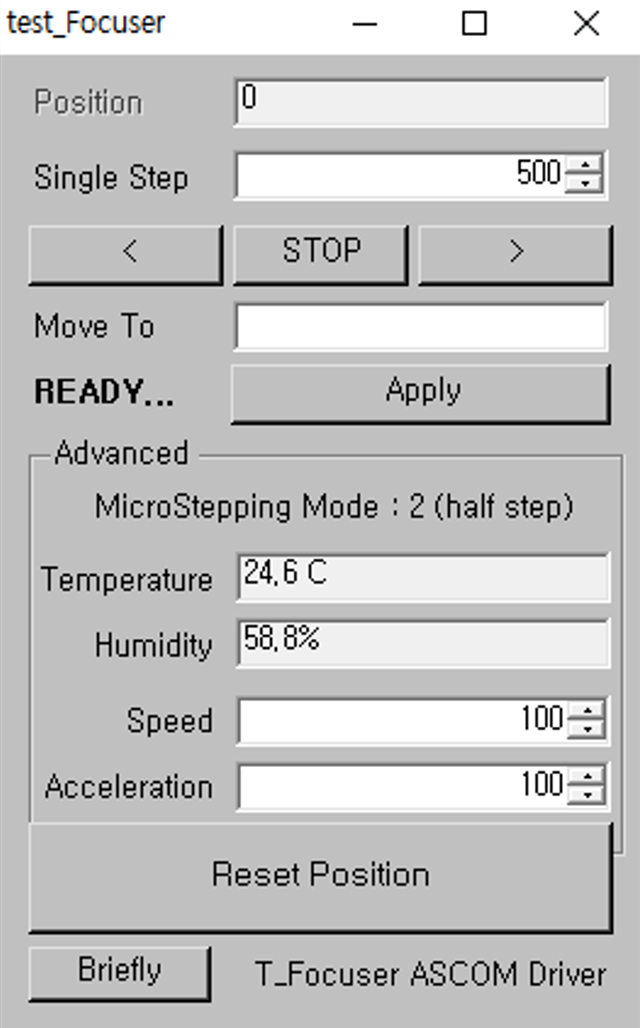 test_Focuser
Position 0
Single Step 500
< STOP >
Move To
READY... Apply
Advanced
MicroStepping Mode : 2 (half step)
Temperature 24.6 C
Humidity 58.8%
Speed 100
Acceleration 100
Reset Position
Briefly T_Focuser ASCOM Driver